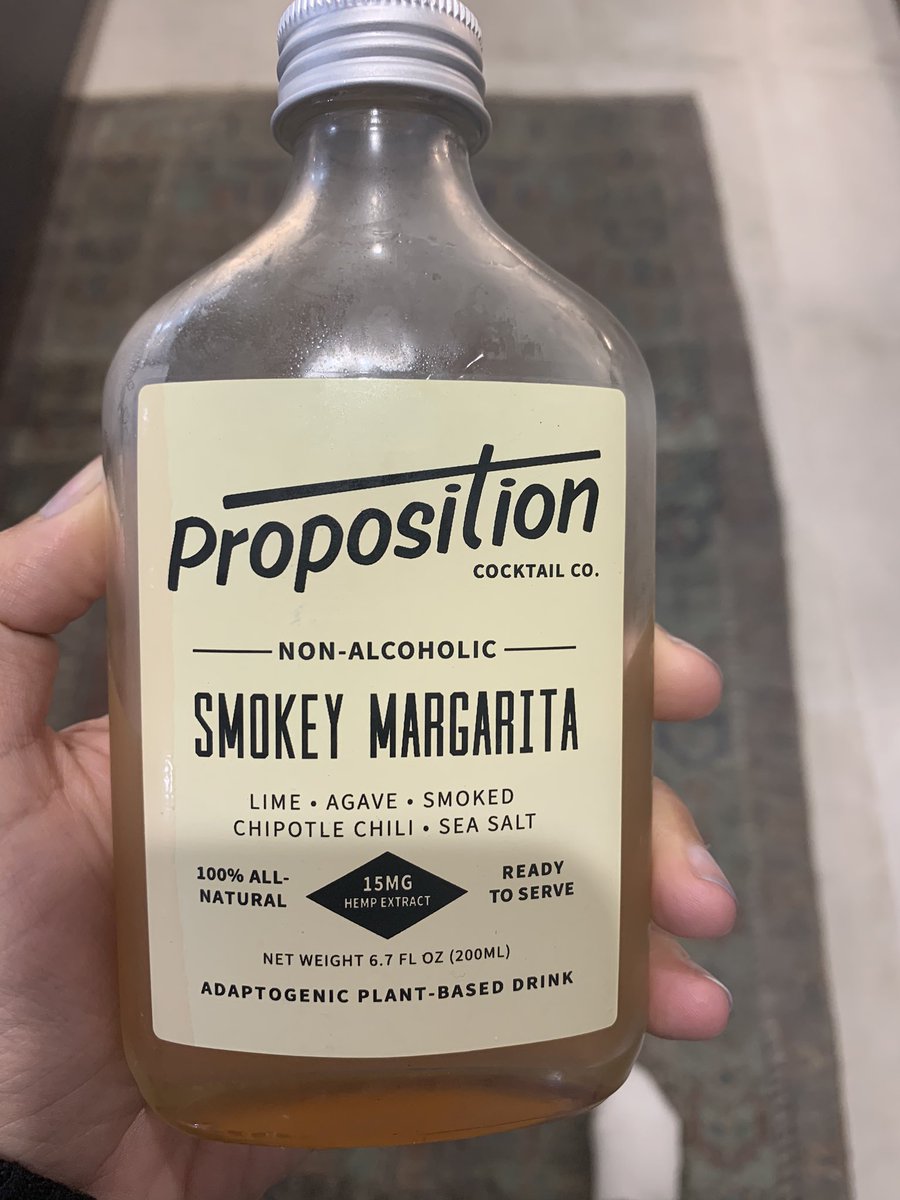 Proposition
COCKTAIL CO.
NON-ALCOHOLIC
SMOKEY MARGARITA
LIME • AGAVE • SMOKED
CHIPOTLE CHILI • SEA SALT
100% ALL-
NATURAL
15MG
HEMP EXTRACT
READY
TO SERVE
NET WEIGHT 6.7 FL OZ (200ML)
ADAPTOGENIC PLANT-BASED DRINK